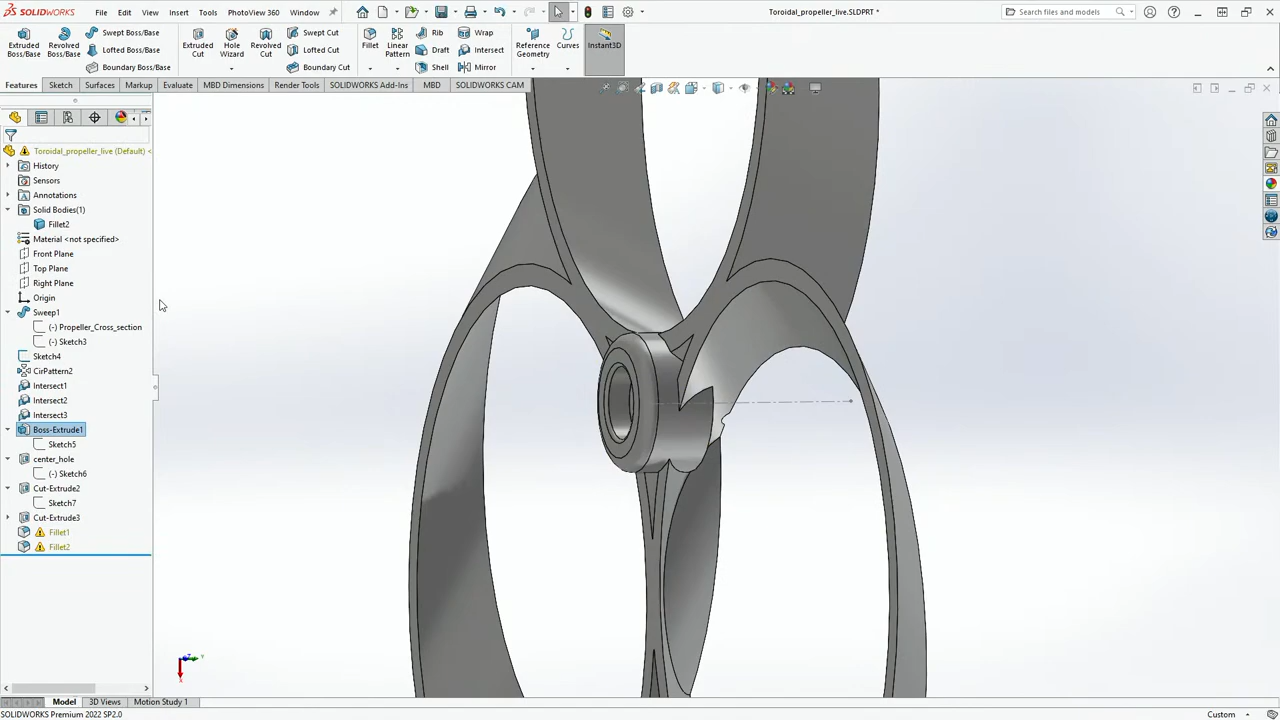 SOLIDWORKS File Edit View Insert Tools PhotoView 360 Window Toroidal_propeller_live.SLDPRT * Search files and models
Extruded Boss/Base Revolved Boss/Base Swept Boss/Base Lofted Boss/Base Boundary Boss/Base Extruded Cut Hole Wizard Revolved Cut Swept Cut Lofted Cut Boundary Cut Fillet Linear Pattern Rib Draft Shell Wrap Intersect Mirror Reference Geometry Curves Instant3D
Features Sketch Surfaces Markup Evaluate MBD Dimensions Render Tools SOLIDWORKS Add-Ins MBD SOLIDWORKS CAM
Toroidal_propeller_live (Default) <
History
Sensors
Annotations
Solid Bodies(1)
Fillet2
Material <not specified>
Front Plane
Top Plane
Right Plane
Origin
Sweep1
(-) Propeller_Cross_section
(-) Sketch3
Sketch4
CirPattern2
Intersect1
Intersect2
Intersect3
Boss-Extrude1
Sketch5
center_hole
(-) Sketch6
Cut-Extrude2
Sketch7
Cut-Extrude3
Fillet1
Fillet2
Model 3D Views Motion Study 1
SOLIDWORKS Premium 2022 SP2.0 Custom